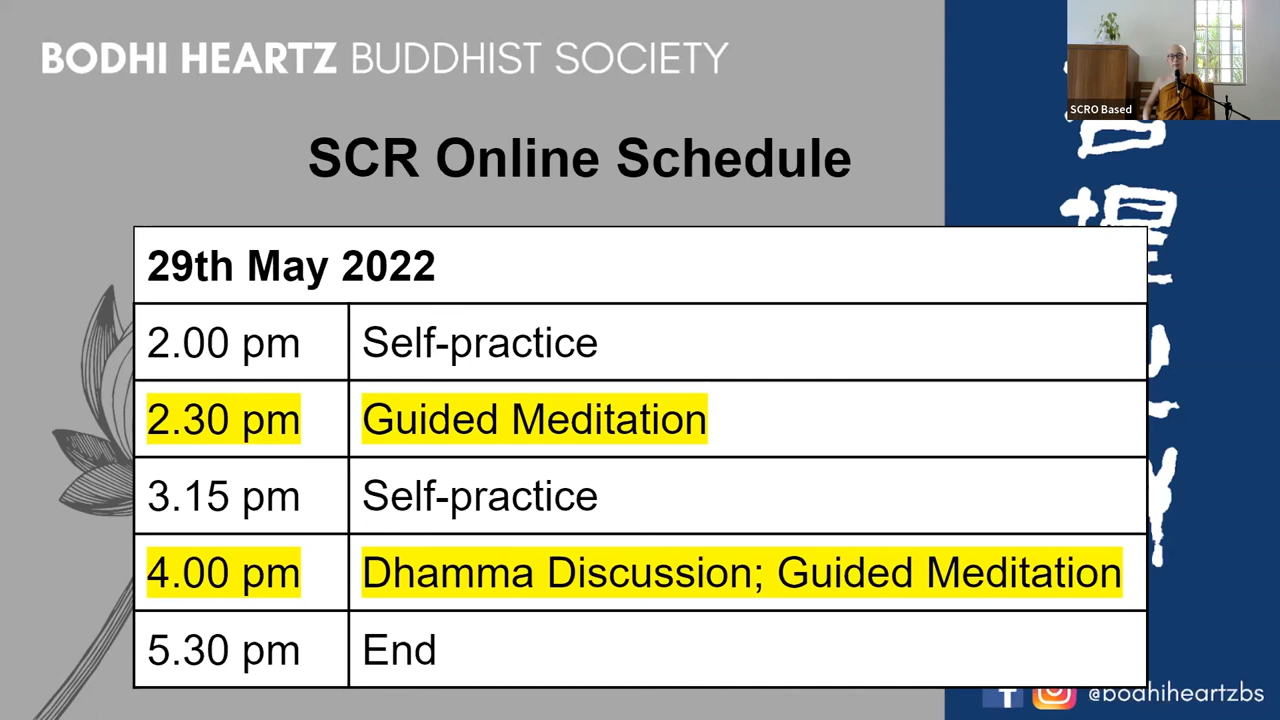 BODHI HEARTZ BUDDHIST SOCIETY
SCRO Based
SCR Online Schedule
29th May 2022
2.00 pm Self-practice
2.30 pm Guided Meditation
3.15 pm Self-practice
4.00 pm Dhamma Discussion; Guided Meditation
5.30 pm End
@bodhiheartzbs